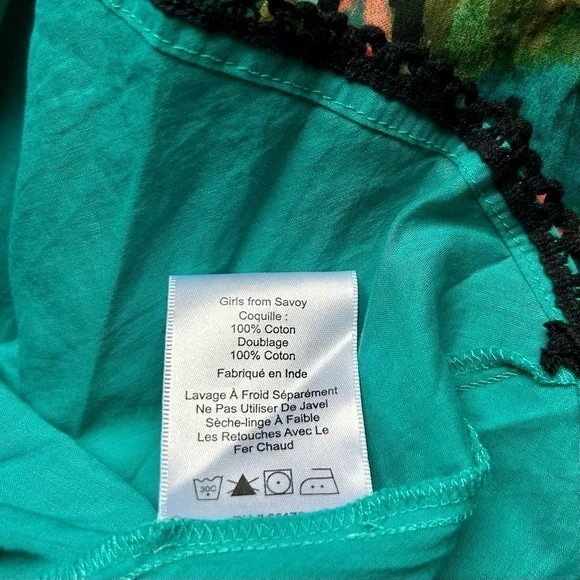 Girls from Savoy
Coquille :
100% Coton
Doublage
100% Coton
Fabriqué en Inde
Lavage À Froid Séparément
Ne Pas Utiliser De Javel
Sèche-linge À Faible
Les Retouches Avec Le
Fer Chaud
30C